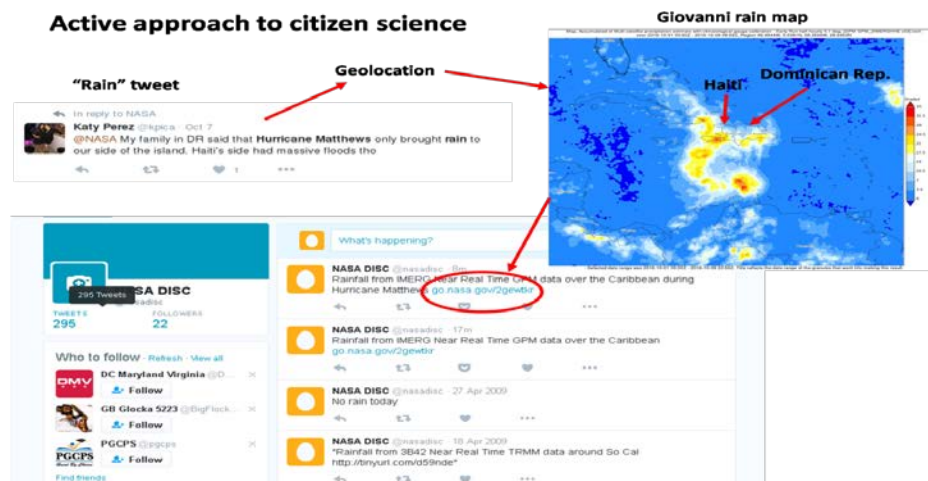 Active approach to citizen science
Giovanni rain map
"Rain" tweet
Geolocation
Haiti
Dominican Rep.
In reply to NASA
Katy Perez @kpica · Oct 7
@NASA My family in DR said that Hurricane Matthews only brought rain to
our side of the island. Haiti's side had massive floods tho
1
What's happening?
NASA DISC @nasadisc · 8m
Rainfall from IMERG Near Real Time GPM data over the Caribbean during
Hurricane Matthews go.nasa.gov/2gewtkr
NASA DISC @nasadisc · 17m
Rainfall from IMERG Near Real Time GPM data over the Caribbean
go.nasa.gov/2gewtkr
NASA DISC @nasadisc · 27 Apr 2009
No rain today
NASA DISC @nasadisc · 18 Apr 2009
"Rainfall from 3B42 Near Real Time TRMM data around So Cal
http://tinyurl.com/d59nde"
SA DISC
295 Tweets
TWEETS
FOLLOWERS
295
22
Who to follow · Refresh · View all
DC Maryland Virginia @D...
DMV
Follow
GB Glocka 5223 @BigFlock...
Follow
PGCPS @pgcps
PGCPS
Follow
Find friends